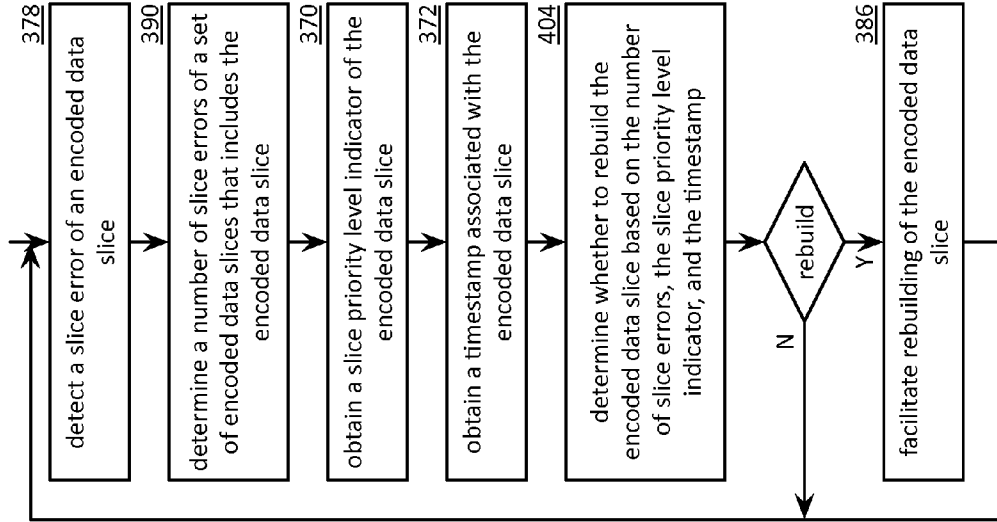 378
detect a slice error of an encoded data
slice
390
determine a number of slice errors of a set
of encoded data slices that includes the
encoded data slice
370
obtain a slice priority level indicator of the
encoded data slice
372
obtain a timestamp associated with the
encoded data slice
404
determine whether to rebuild the
encoded data slice based on the number
of slice errors, the slice priority level
indicator, and the timestamp
rebuild
N
Y
386
facilitate rebuilding of the encoded data
slice